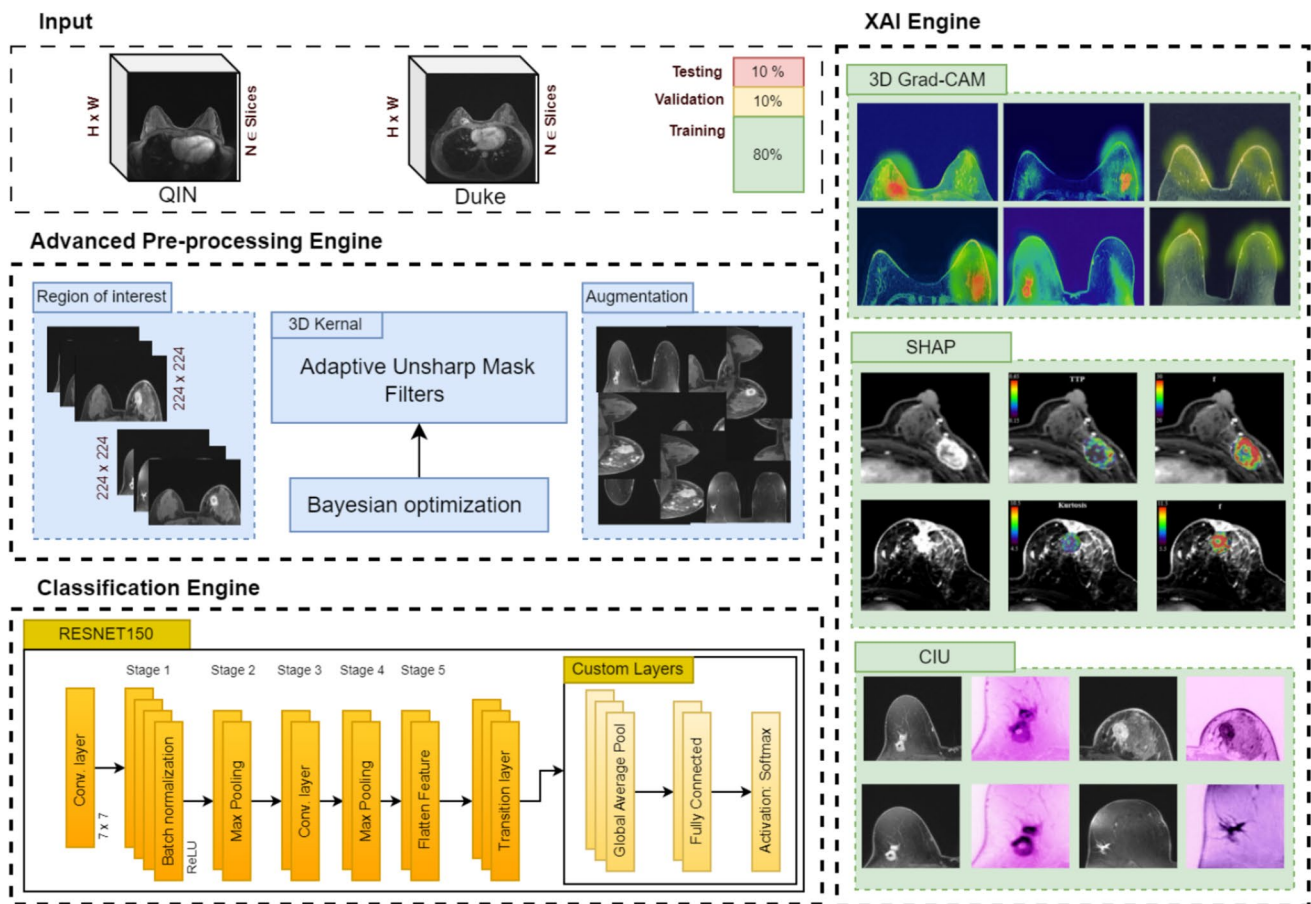 Input
H x W
N ∈ Slices
QIN
H x W
N ∈ Slices
Duke
Testing
10 %
Validation
10%
Training
80%
Advanced Pre-processing Engine
Region of interest
224 x 224
224 x 224
3D Kernal
Adaptive Unsharp Mask
Filters
Bayesian optimization
Augmentation
Classification Engine
RESNET150
Stage 1
Stage 2
Stage 3
Stage 4
Stage 5
Conv. layer
7 x 7
Batch normalization
ReLU
Max Pooling
Conv. layer
Max Pooling
Flatten Feature
Transition layer
Custom Layers
Global Average Pool
Fully Connected
Activation: Softmax
XAI Engine
3D Grad-CAM
SHAP
TTP
f
Kurtosis
f
CIU